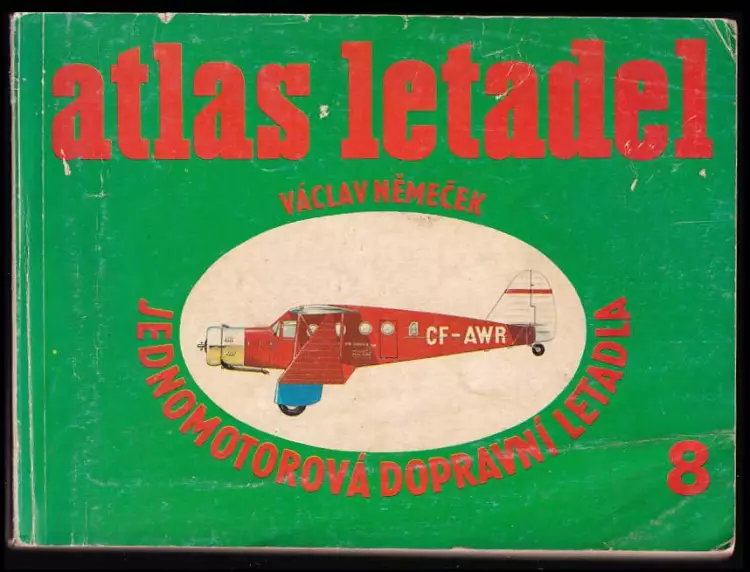 atlas letadel
VÁCLAV NĚMEČEK
CF-AWR
JEDNOMOTOROVÁ DOPRAVNÍ LETADLA
8